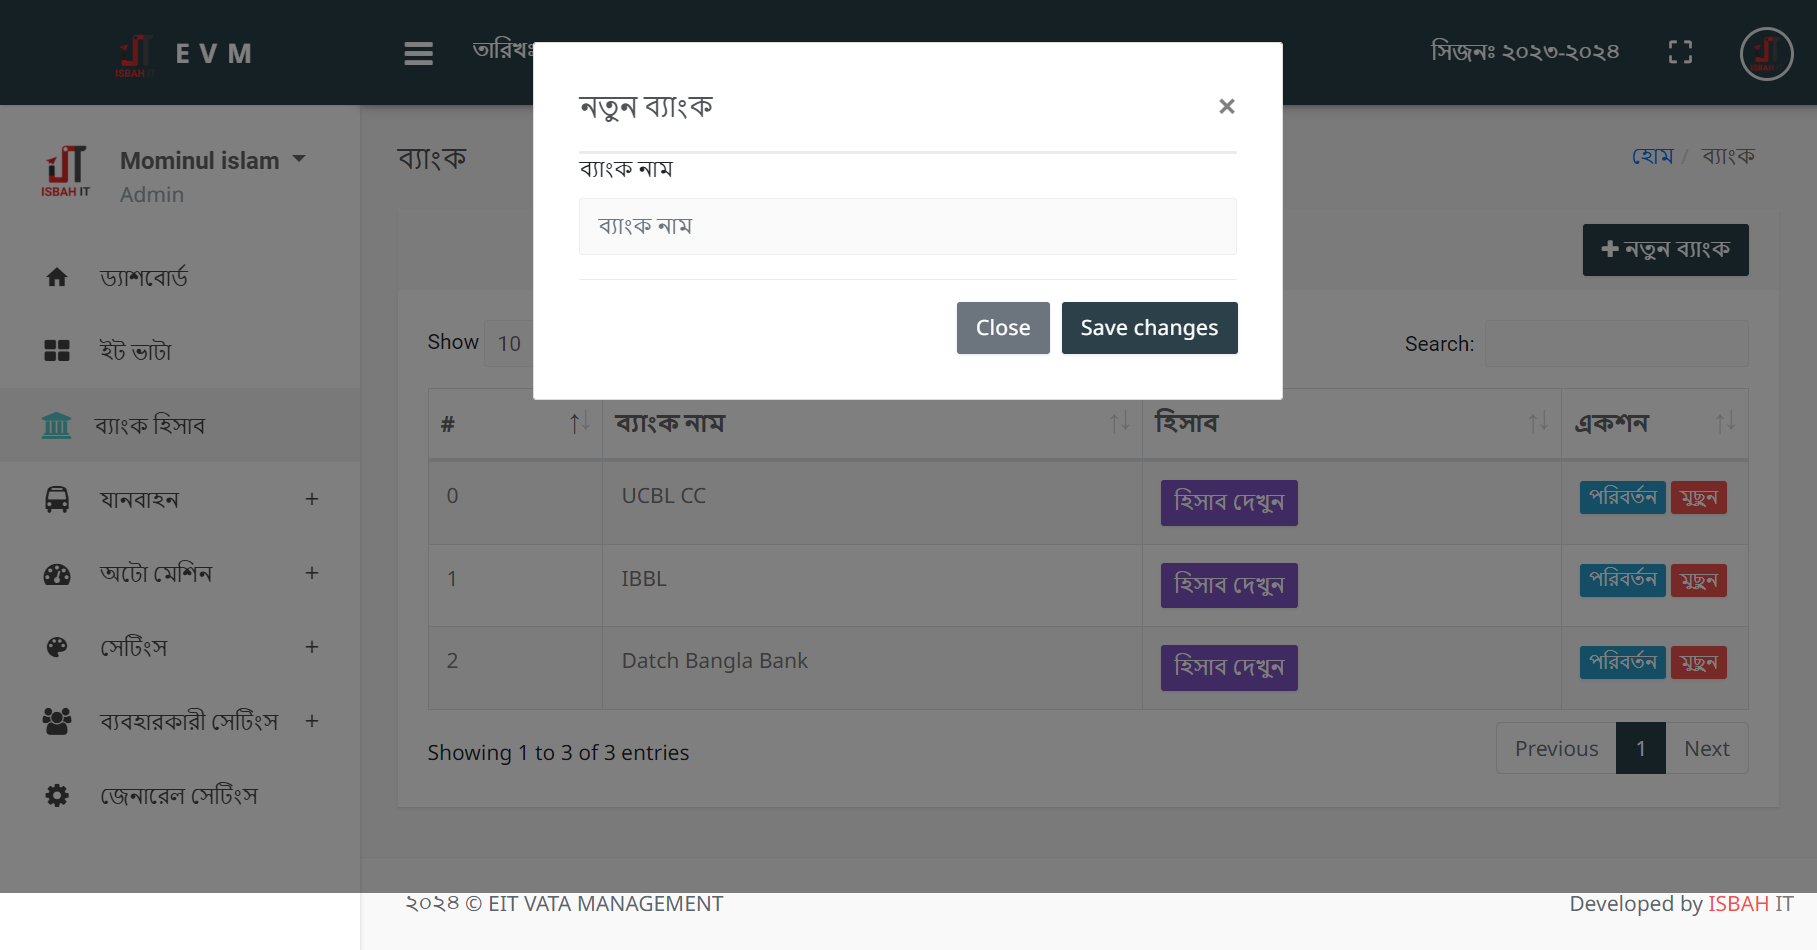 ISBAH IT
EVM
তারিখঃ
সিজনঃ ২০২৩-২০২৪
ISBAH IT
ISBAH IT
Mominul islam
Admin
ড্যাশবোর্ড
ইট ভাটা
ব্যাংক হিসাব
যানবাহন +
অটো মেশিন +
সেটিংস +
ব্যবহারকারী সেটিংস +
জেনারেল সেটিংস
ব্যাংক
হোম / ব্যাংক
নতুন ব্যাংক ×
ব্যাংক নাম
ব্যাংক নাম
Close Save changes
+ নতুন ব্যাংক
Show 10
Search:
# ব্যাংক নাম হিসাব একশন
0 UCBL CC হিসাব দেখুন পরিবর্তন মুছুন
1 IBBL হিসাব দেখুন পরিবর্তন মুছুন
2 Datch Bangla Bank হিসাব দেখুন পরিবর্তন মুছুন
Showing 1 to 3 of 3 entries
Previous 1 Next
২০২৪ © EIT VATA MANAGEMENT
Developed by ISBAH IT